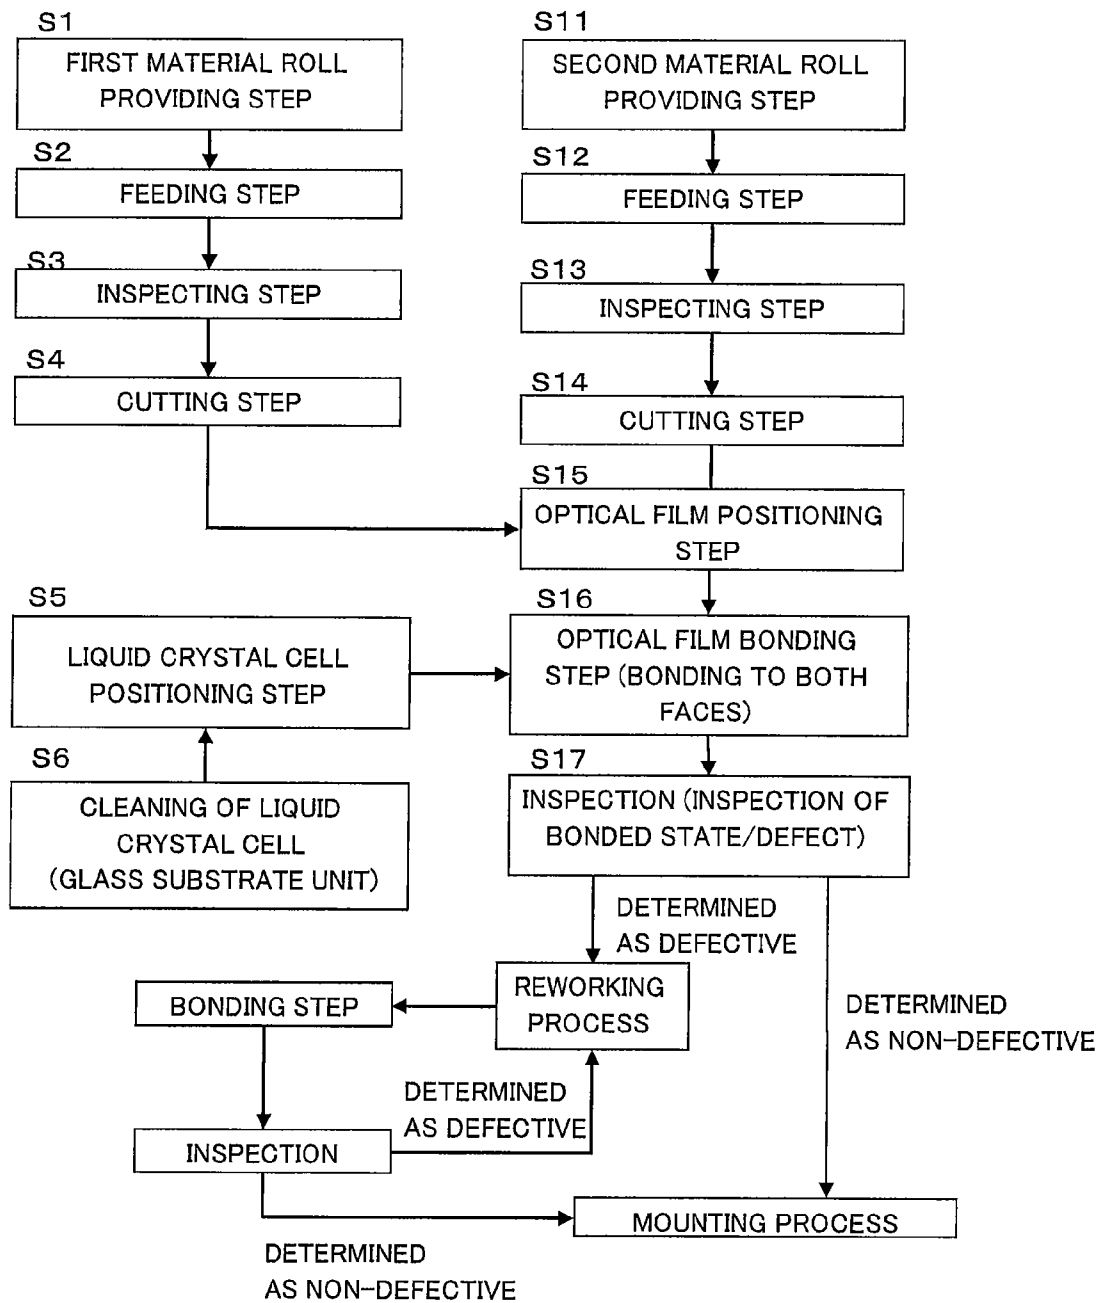 S1
FIRST MATERIAL ROLL
PROVIDING STEP
S2
FEEDING STEP
S3
INSPECTING STEP
S4
CUTTING STEP
S11
SECOND MATERIAL ROLL
PROVIDING STEP
S12
FEEDING STEP
S13
INSPECTING STEP
S14
CUTTING STEP
S15
OPTICAL FILM POSITIONING
STEP
S5
LIQUID CRYSTAL CELL
POSITIONING STEP
S6
CLEANING OF LIQUID
CRYSTAL CELL
(GLASS SUBSTRATE UNIT)
S16
OPTICAL FILM BONDING
STEP (BONDING TO BOTH
FACES)
S17
INSPECTION (INSPECTION OF
BONDED STATE/DEFECT)
DETERMINED
AS DEFECTIVE
REWORKING
PROCESS
BONDING STEP
DETERMINED
AS NON-DEFECTIVE
DETERMINED
AS DEFECTIVE
INSPECTION
MOUNTING PROCESS
DETERMINED
AS NON-DEFECTIVE